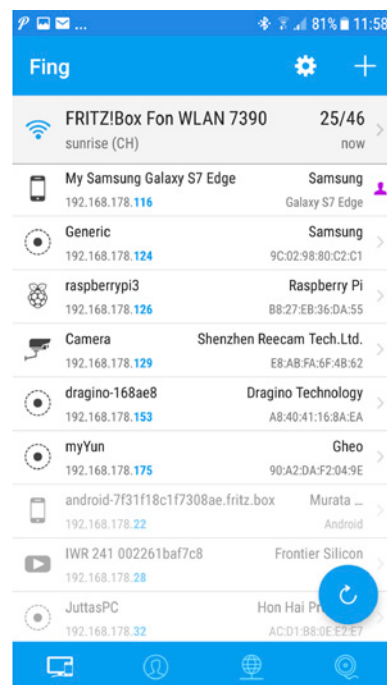 ... 81% 11:58
Fing
FRITZ!Box Fon WLAN 7390 25/46
sunrise (CH) now
My Samsung Galaxy S7 Edge Samsung
192.168.178.116 Galaxy S7 Edge
Generic Samsung
192.168.178.124 9C:02:98:80:C2:C1
raspberrypi3 Raspberry Pi
192.168.178.126 B8:27:EB:36:DA:55
Camera Shenzhen Reecam Tech.Ltd.
192.168.178.129 E8:AB:FA:6F:4B:62
dragino-168ae8 Dragino Technology
192.168.178.153 A8:40:41:16:8A:EA
myYun Gheo
192.168.178.175 90:A2:DA:F2:04:9E
android-7f31f18c1f7308ae.fritz.box Murata ...
192.168.178.22 Android
IWR 241 002261baf7c8 Frontier Silicon
192.168.178.28
JuttasPC Hon Hai
192.168.178.32 AC:D1:B8:0E:E2:E7